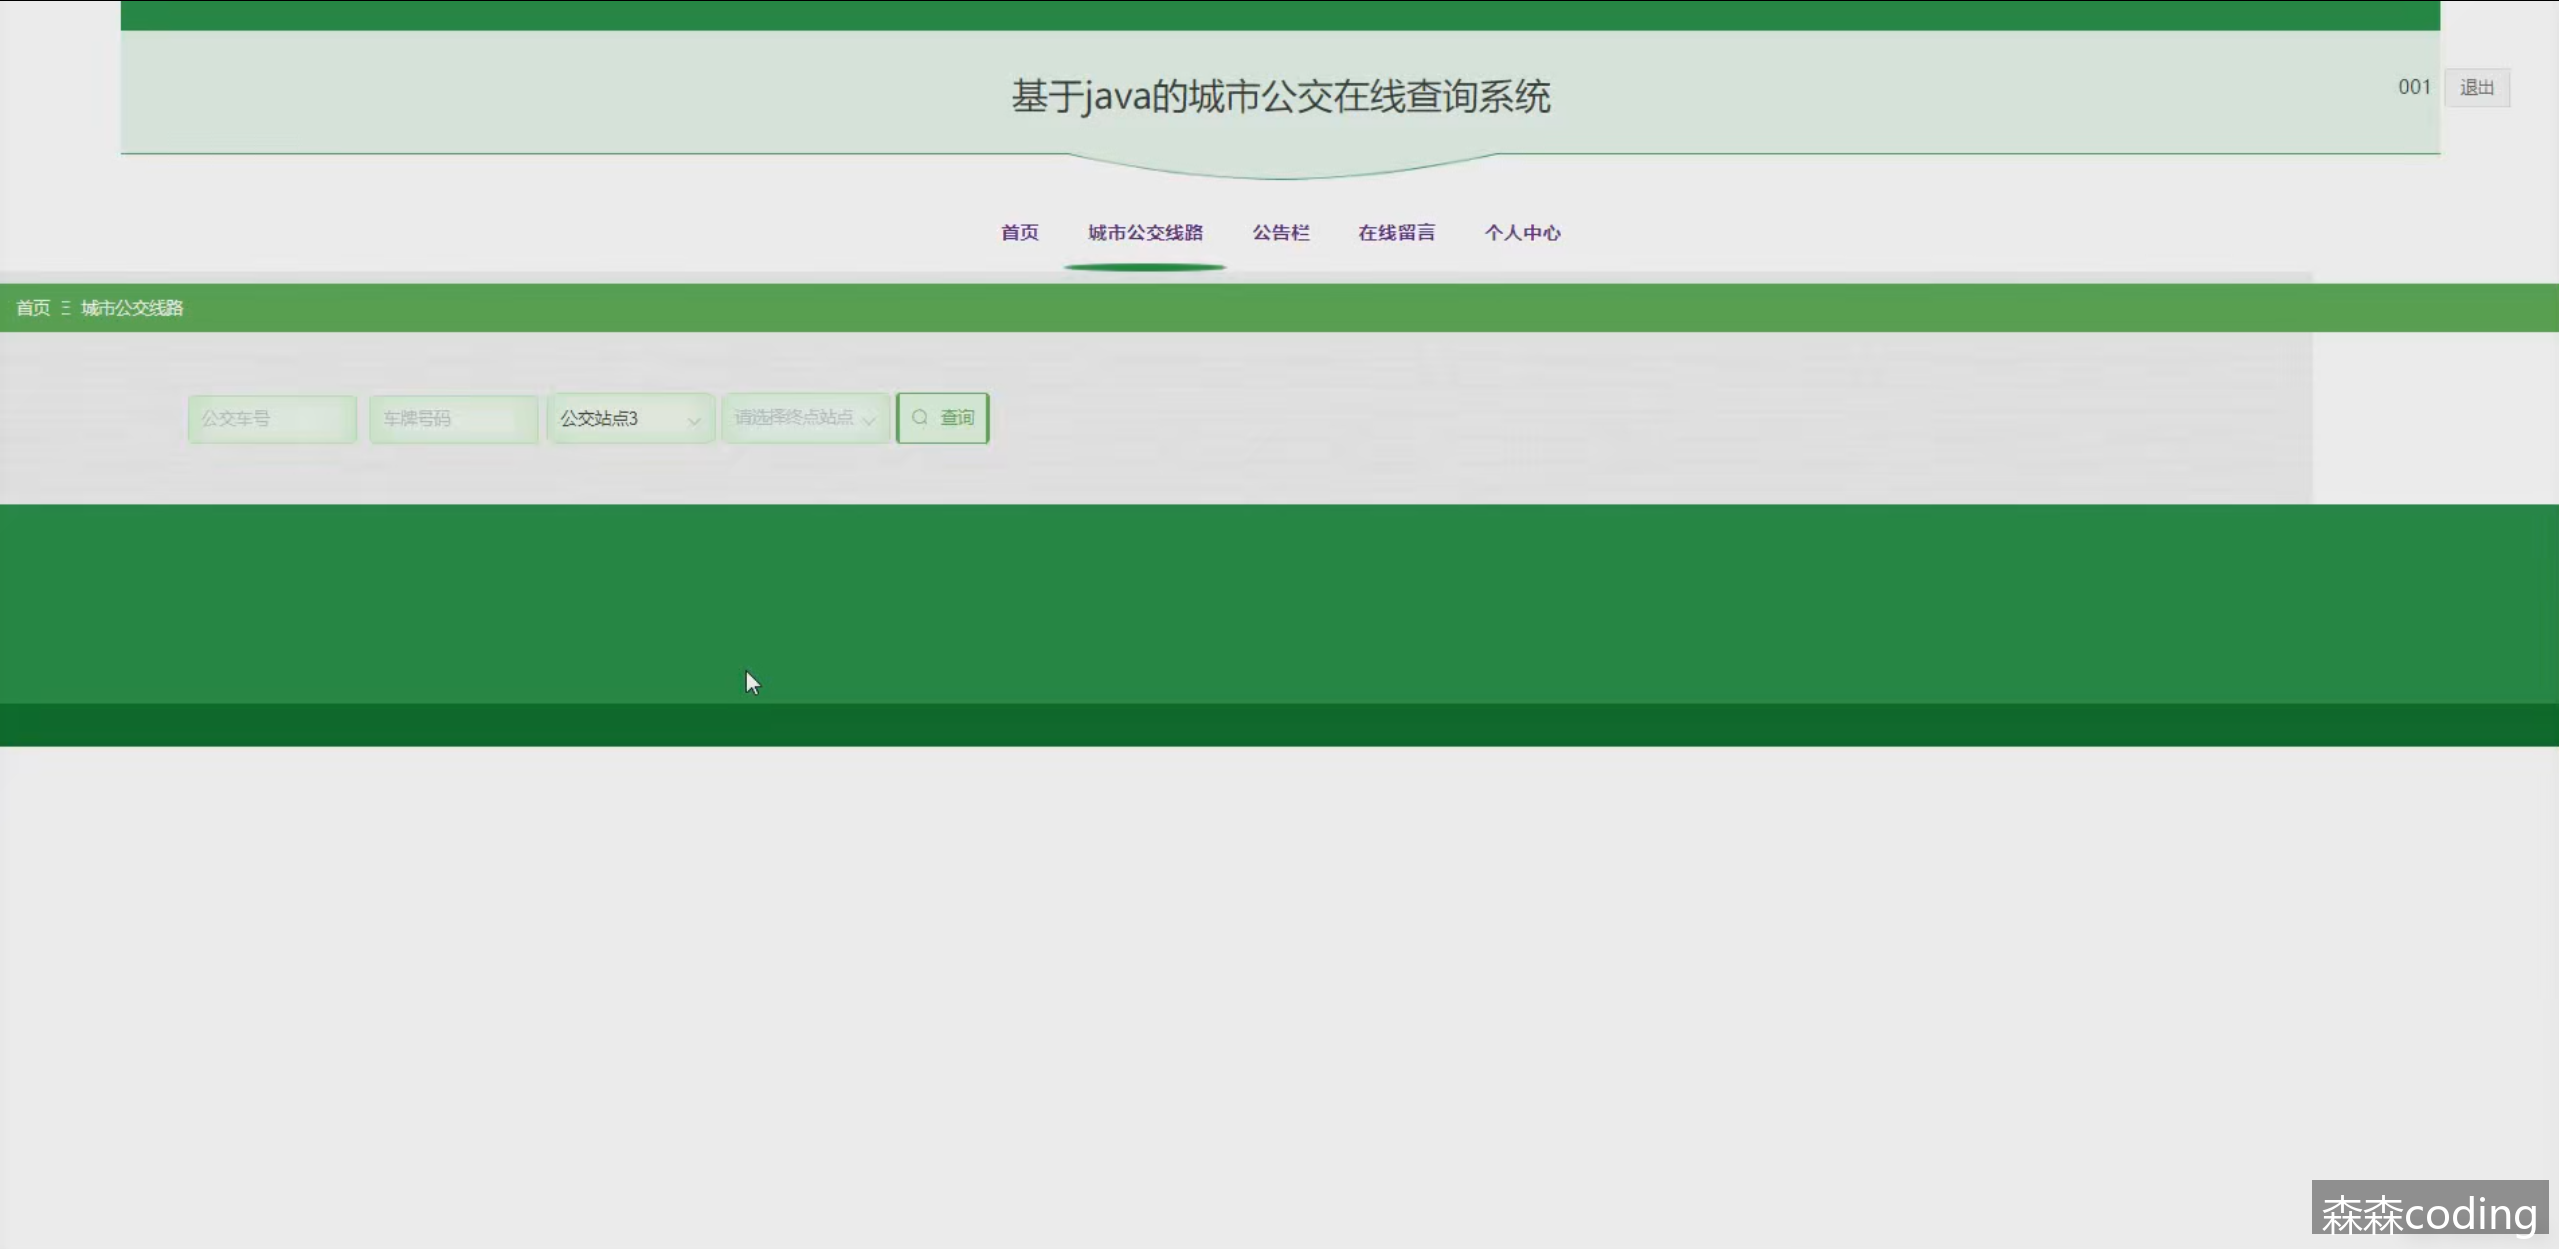 基于java的城市公交在线查询系统
001 退出
首页 城市公交线路 公告栏 在线留言 个人中心
首页 Ξ 城市公交线路
公交车号 车牌号码 公交站点3 请选择终点站点 查询
森森coding